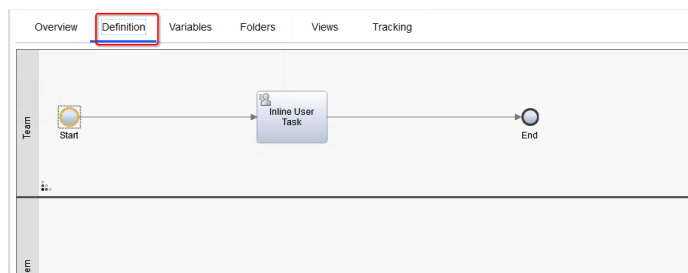 Overview Definition Variables Folders Views Tracking
Team
Inline User
Task
Start
End